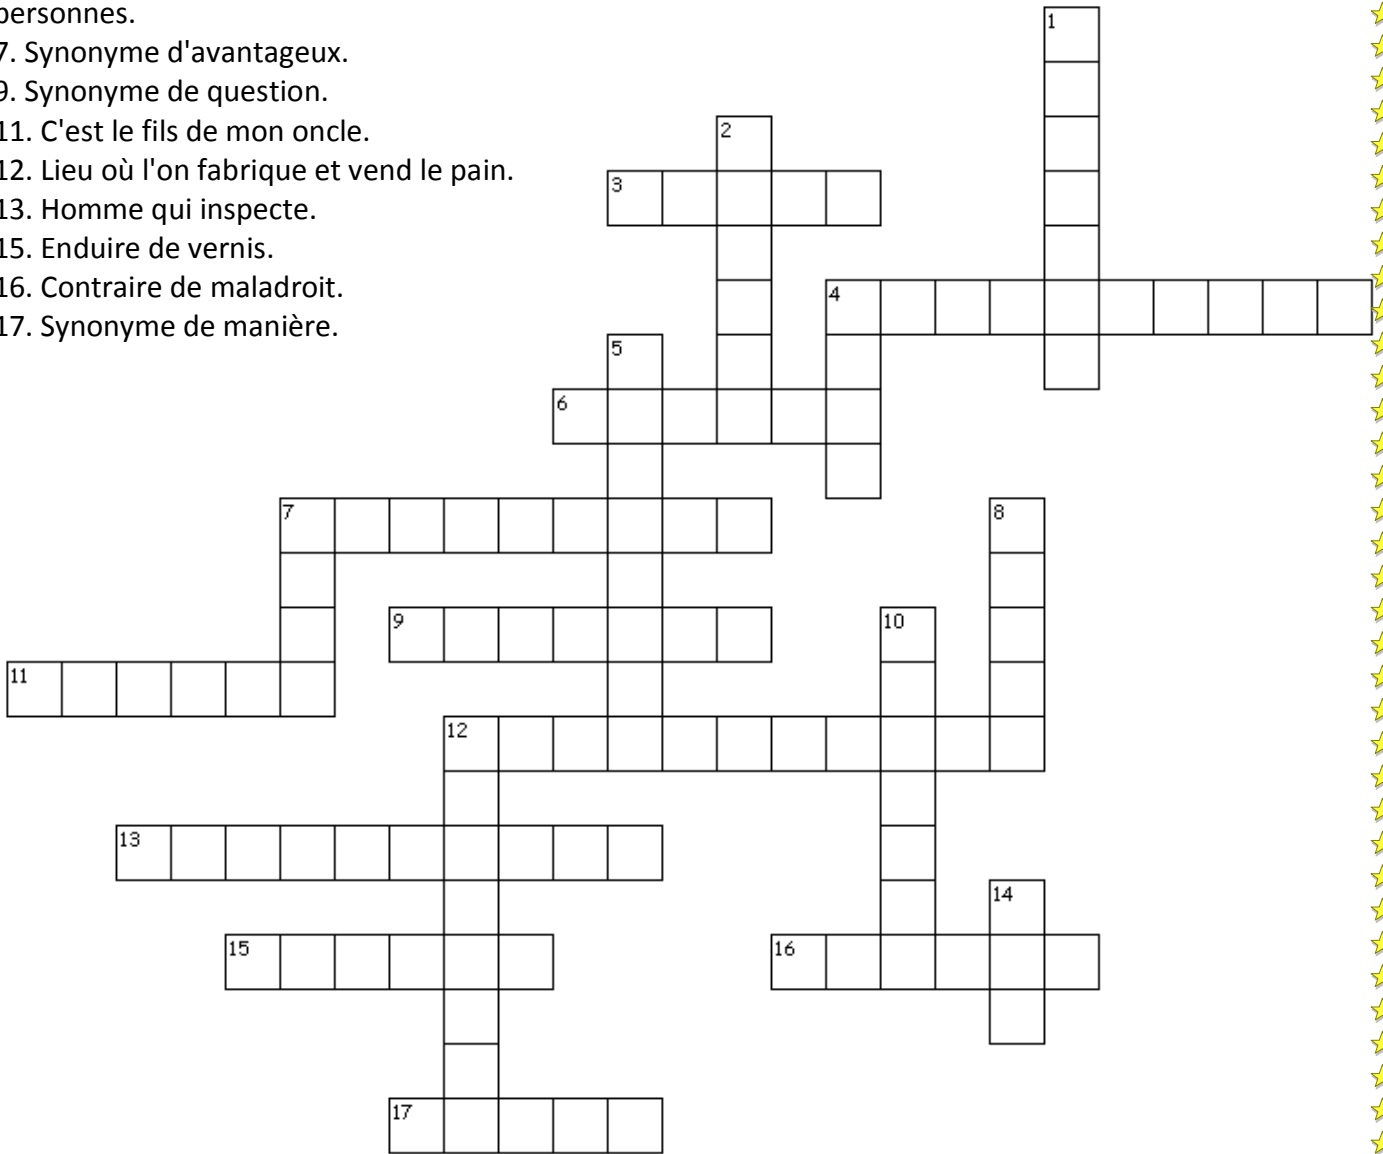 personnes.
7. Synonyme d'avantageux.
9. Synonyme de question.
11. C'est le fils de mon oncle.
12. Lieu où l'on fabrique et vend le pain.
13. Homme qui inspecte.
15. Enduire de vernis.
16. Contraire de maladroit.
17. Synonyme de manière.
1
2
3
4
5
6
7
8
9
10
11
12
13
14
15
16
17